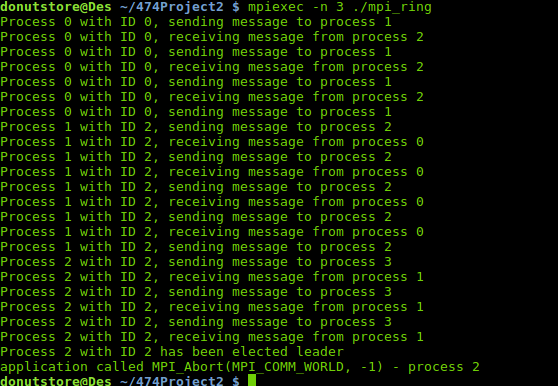 donutstore@Des ~/474Project2 $ mpiexec -n 3 ./mpi_ring
Process 0 with ID 0, sending message to process 1
Process 0 with ID 0, receiving message from process 2
Process 0 with ID 0, sending message to process 1
Process 0 with ID 0, receiving message from process 2
Process 0 with ID 0, sending message to process 1
Process 0 with ID 0, receiving message from process 2
Process 0 with ID 0, sending message to process 1
Process 1 with ID 2, sending message to process 2
Process 1 with ID 2, receiving message from process 0
Process 1 with ID 2, sending message to process 2
Process 1 with ID 2, receiving message from process 0
Process 1 with ID 2, sending message to process 2
Process 1 with ID 2, receiving message from process 0
Process 1 with ID 2, sending message to process 2
Process 1 with ID 2, receiving message from process 0
Process 1 with ID 2, sending message to process 2
Process 2 with ID 2, sending message to process 3
Process 2 with ID 2, receiving message from process 1
Process 2 with ID 2, sending message to process 3
Process 2 with ID 2, receiving message from process 1
Process 2 with ID 2, sending message to process 3
Process 2 with ID 2, receiving message from process 1
Process 2 with ID 2 has been elected leader
application called MPI_Abort(MPI_COMM_WORLD, -1) - process 2
donutstore@Des ~/474Project2 $